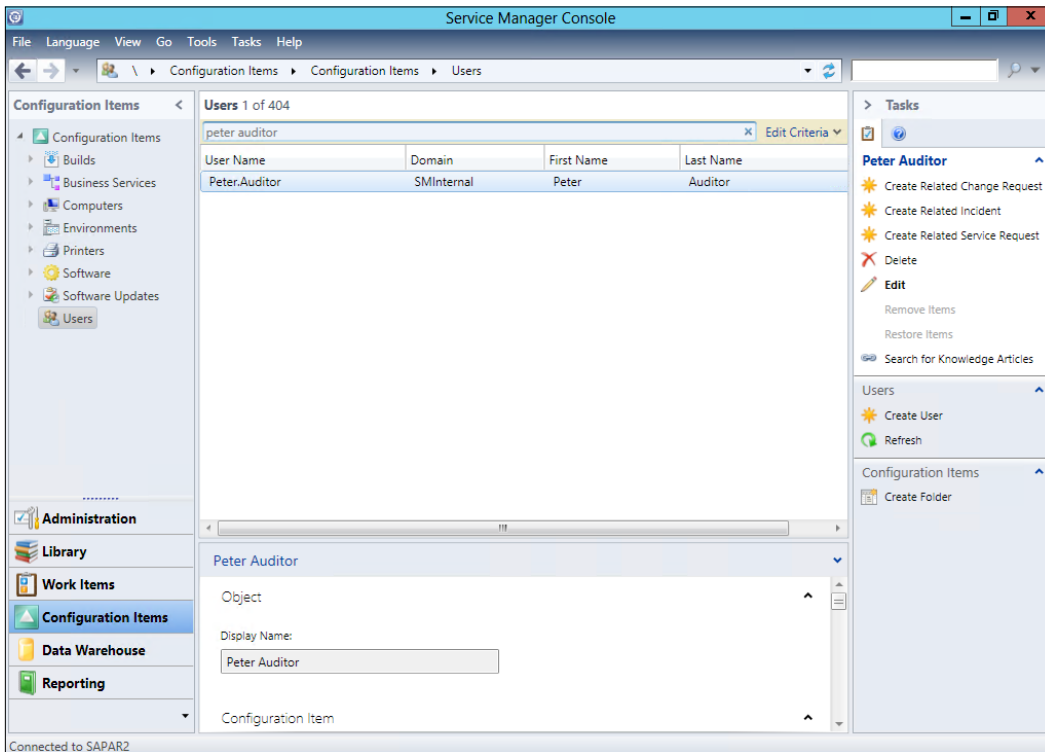 Service Manager Console
File Language View Go Tools Tasks Help
\ Configuration Items Configuration Items Users
Configuration Items
Configuration Items
Builds
Business Services
Computers
Environments
Printers
Software
Software Updates
Users
Administration
Library
Work Items
Configuration Items
Data Warehouse
Reporting
Users 1 of 404
peter auditor Edit Criteria
User Name Domain First Name Last Name
Peter.Auditor SMInternal Peter Auditor
Peter Auditor
Object
Display Name:
Peter Auditor
Configuration Item
Tasks
Peter Auditor
Create Related Change Request
Create Related Incident
Create Related Service Request
Delete
Edit
Remove Items
Restore Items
Search for Knowledge Articles
Users
Create User
Refresh
Configuration Items
Create Folder
Connected to SAPAR2